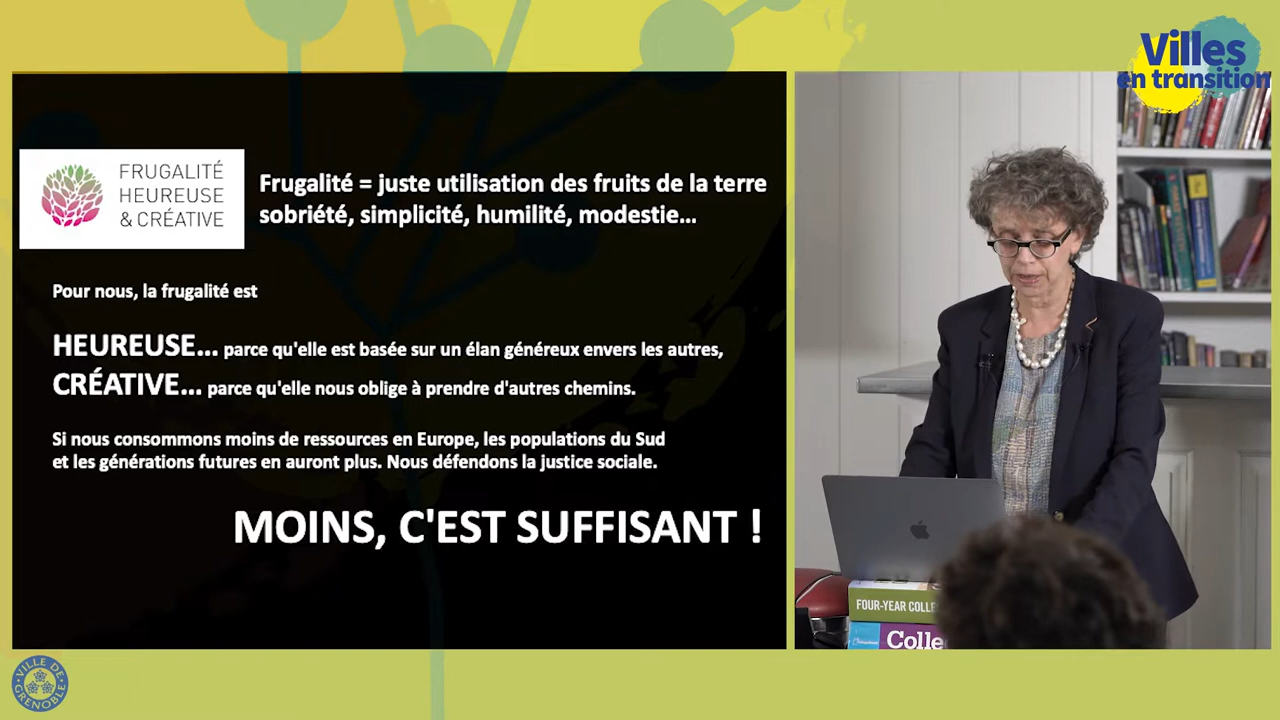 Villes
en transition
FRUGALITÉ
HEUREUSE
& CRÉATIVE
Frugalité = juste utilisation des fruits de la terre
sobriété, simplicité, humilité, modestie...
Pour nous, la frugalité est
HEUREUSE... parce qu'elle est basée sur un élan généreux envers les autres,
CRÉATIVE... parce qu'elle nous oblige à prendre d'autres chemins.
Si nous consommons moins de ressources en Europe, les populations du Sud
et les générations futures en auront plus. Nous défendons la justice sociale.
MOINS, C'EST SUFFISANT !
FOUR-YEAR COLLE
Colle
VILLE DE
GRENOBLE